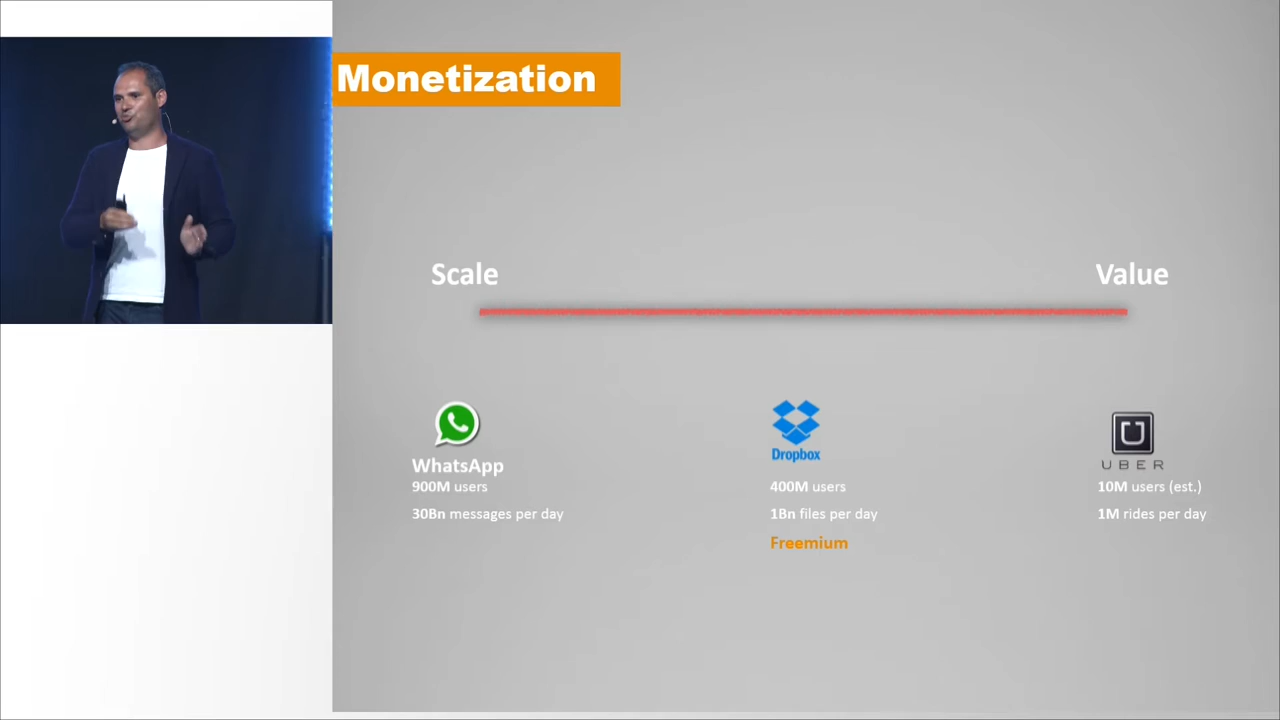 Monetization
Scale
Value
WhatsApp
900M users
30Bn messages per day
Dropbox
400M users
1Bn files per day
Freemium
UBER
10M users (est.)
1M rides per day